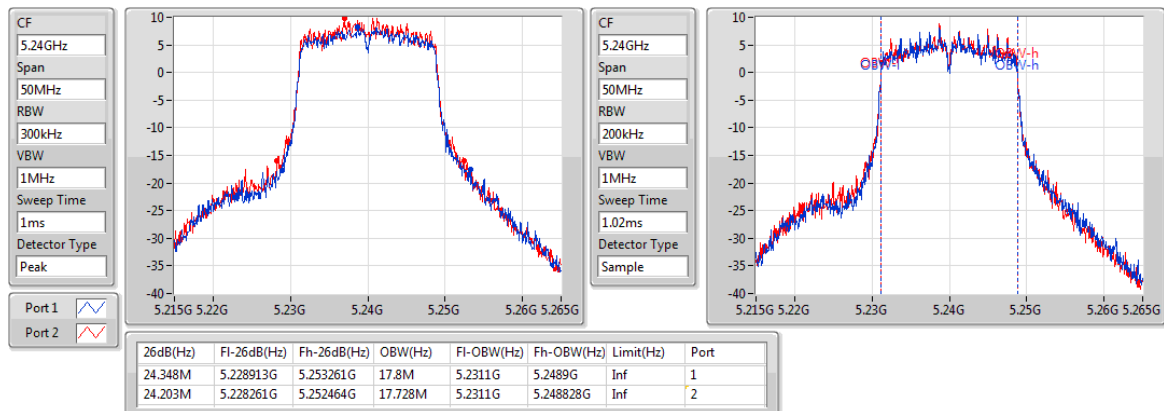 CF
5.24GHz
Span
50MHz
RBW
300kHz
VBW
1MHz
Sweep Time
1ms
Detector Type
Peak
10
5
0
-5
-10
-15
-20
-25
-30
-35
-40
5.215G 5.22G 5.23G 5.24G 5.25G 5.26G 5.265G
Port 1
Port 2
CF
5.24GHz
Span
50MHz
RBW
200kHz
VBW
1MHz
Sweep Time
1.02ms
Detector Type
Sample
10
5
0
-5
-10
-15
-20
-25
-30
-35
-40
OBW-h
OBW-l OBW-h
5.215G 5.22G 5.23G 5.24G 5.25G 5.26G 5.265G
26dB(Hz) Fl-26dB(Hz) Fh-26dB(Hz) OBW(Hz) Fl-OBW(Hz) Fh-OBW(Hz) Limit(Hz) Port
24.348M 5.228913G 5.253261G 17.8M 5.2311G 5.2489G Inf 1
24.203M 5.228261G 5.252464G 17.728M 5.2311G 5.248828G Inf 2